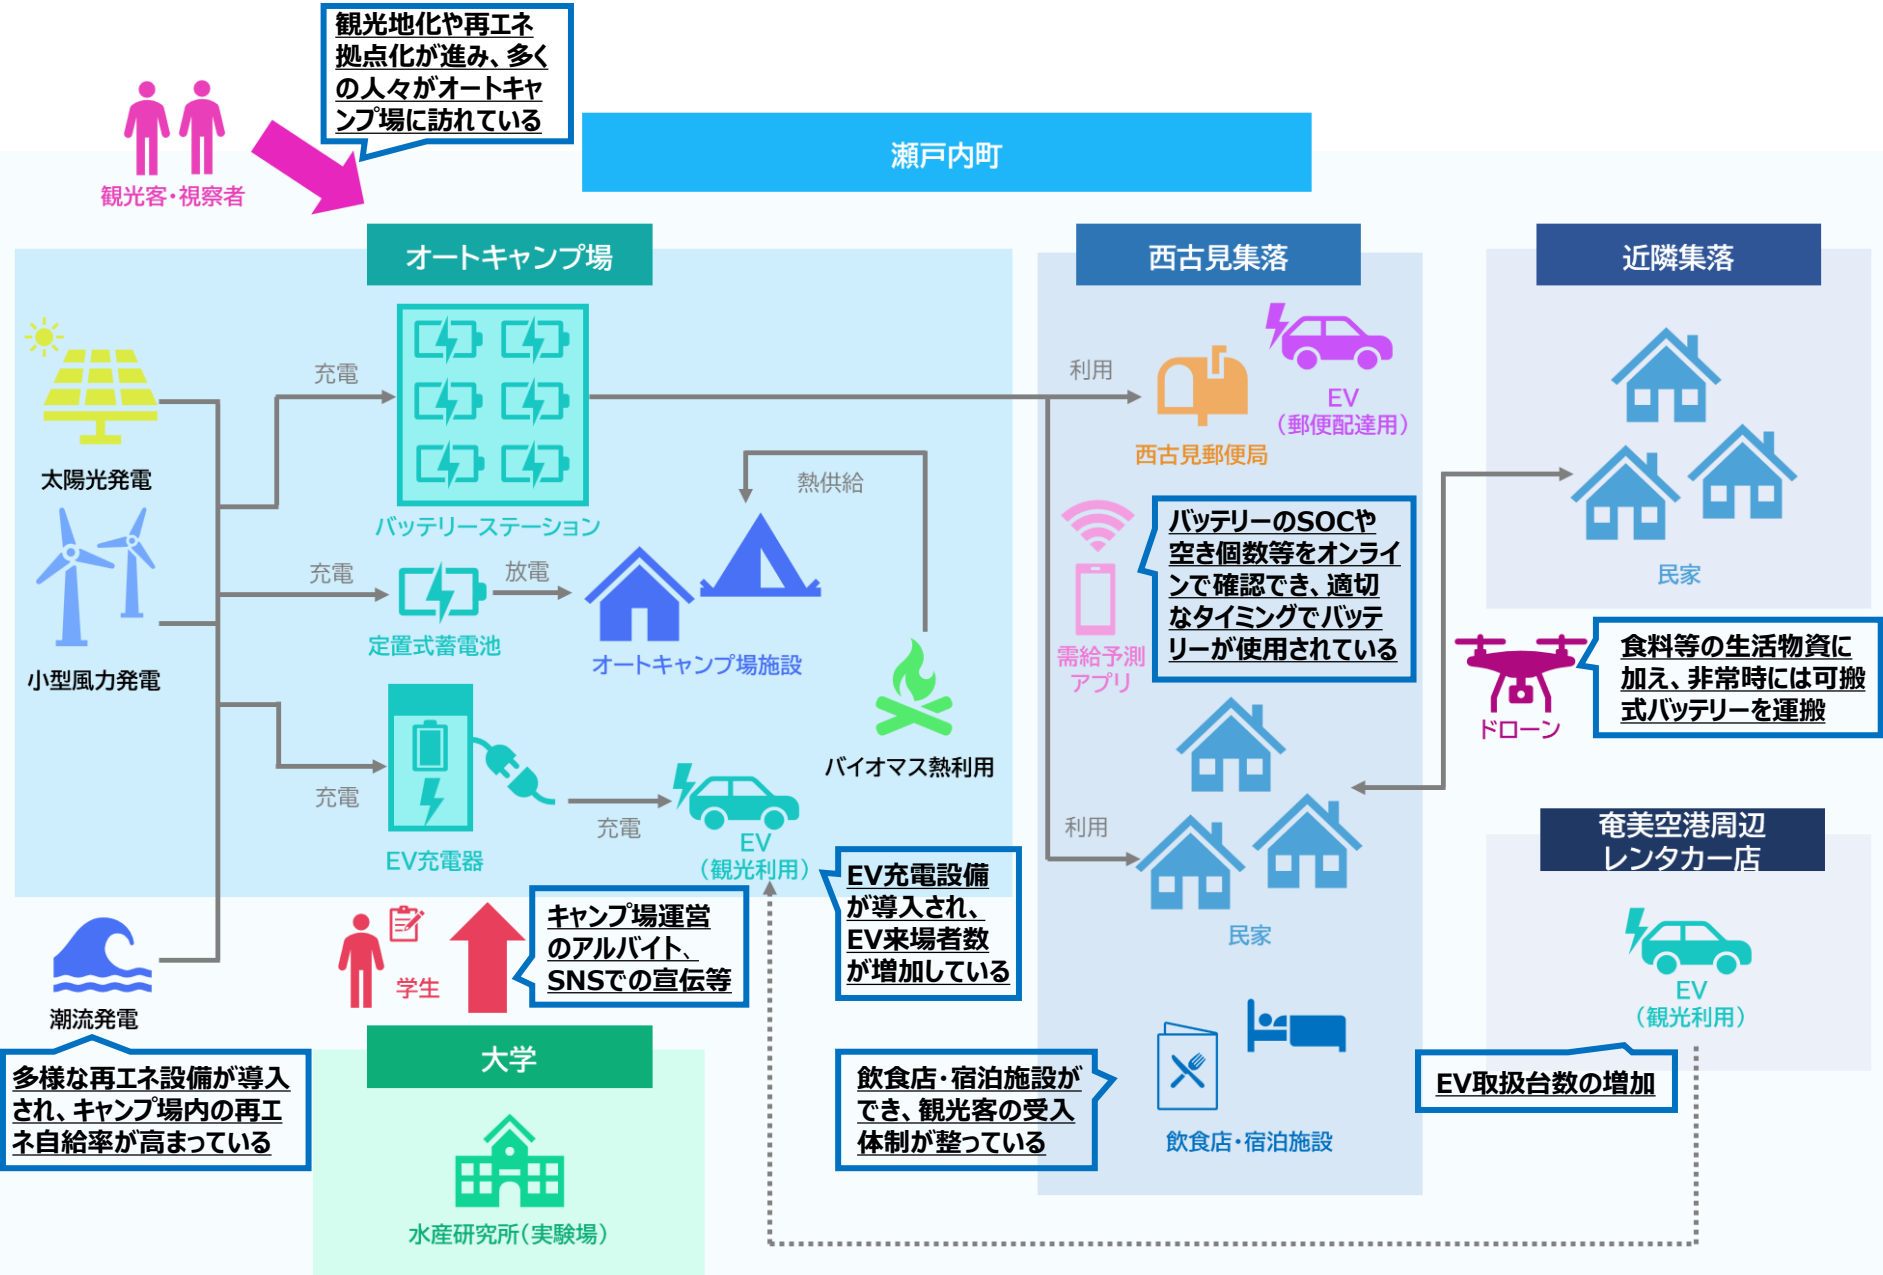 観光地化や再エネ
拠点化が進み、多く
の人々がオートキャ
ンプ場に訪れている
観光客・視察者
瀬戸内町
オートキャンプ場
太陽光発電
小型風力発電
潮流発電
多様な再エネ設備が導入
され、キャンプ場内の再エ
ネ自給率が高まっている
充電
バッテリーステーション
充電
定置式蓄電池
放電
オートキャンプ場施設
熱供給
バイオマス熱利用
充電
EV充電器
充電
EV
（観光利用）
EV充電設備
が導入され、
EV来場者数
が増加している
学生
キャンプ場運営
のアルバイト、
SNSでの宣伝等
大学
水産研究所（実験場）
西古見集落
利用
西古見郵便局
EV
（郵便配達用）
需給予測
アプリ
バッテリーのSOCや
空き個数等をオンライ
ンで確認でき、適切
なタイミングでバッテ
リーが使用されている
利用
民家
飲食店・宿泊施設が
でき、観光客の受入
体制が整っている
飲食店・宿泊施設
近隣集落
民家
ドローン
食料等の生活物資に
加え、非常時には可搬
式バッテリーを運搬
奄美空港周辺
レンタカー店
EV
（観光利用）
EV取扱台数の増加